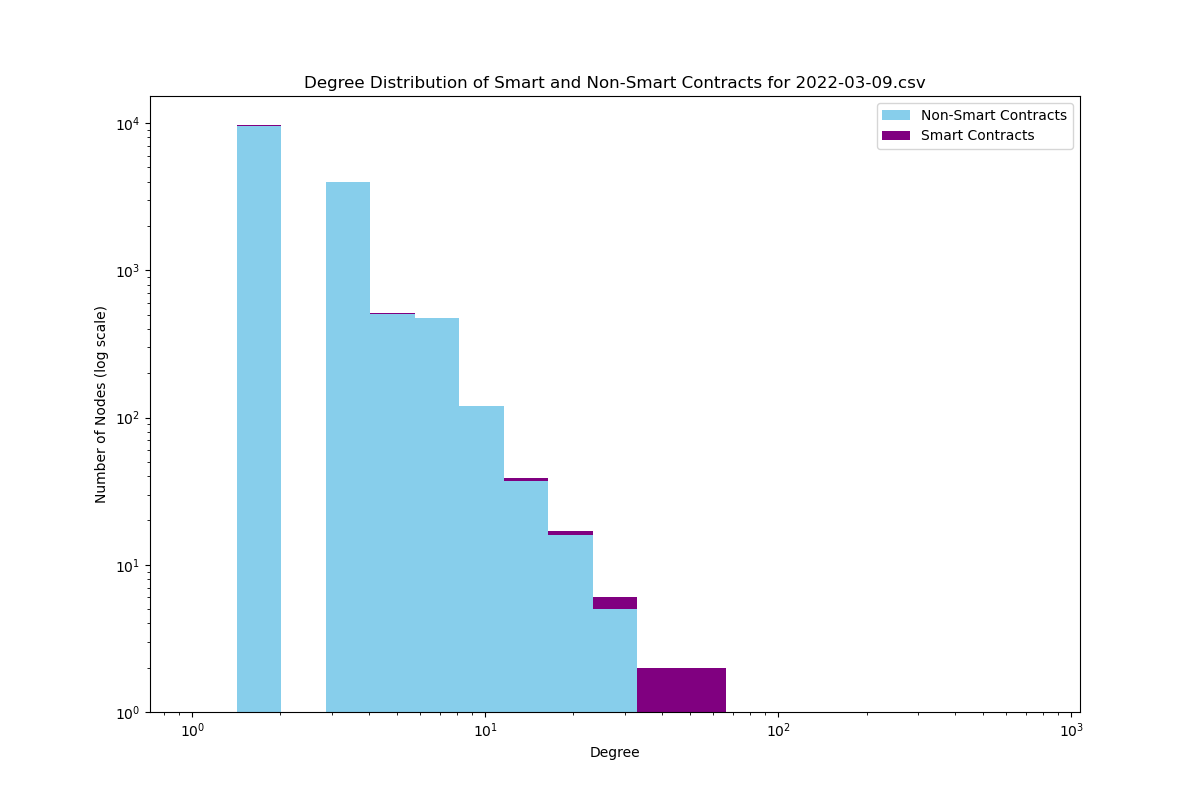 Degree Distribution of Smart and Non-Smart Contracts for 2022-03-09.csv
Non-Smart Contracts
Smart Contracts
Number of Nodes (log scale)
10⁴
10³
10²
10¹
10⁰
10⁰ 10¹ 10² 10³
Degree